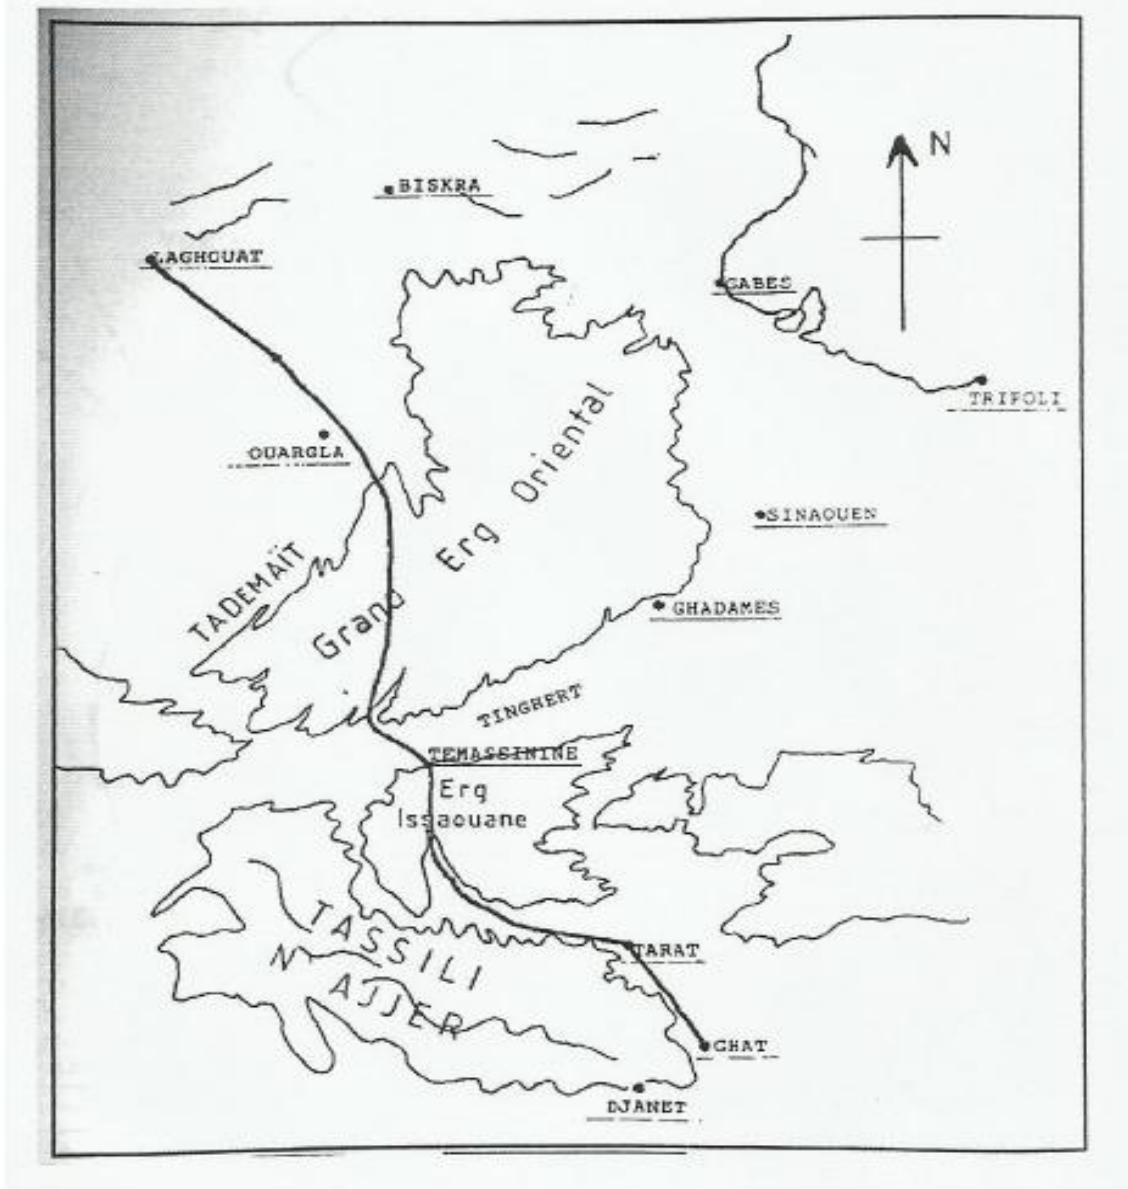 N
BISKRA
LAGHOUAT
GABES
TRIPOLI
OUARGLA
Grand Erg Oriental
SINAOUEN
TADEMAÏT
GHADAMES
TINGHERT
TEMASSININE
Erg
Issaouane
TASSILI
N AJJER
TARAT
GHAT
DJANET